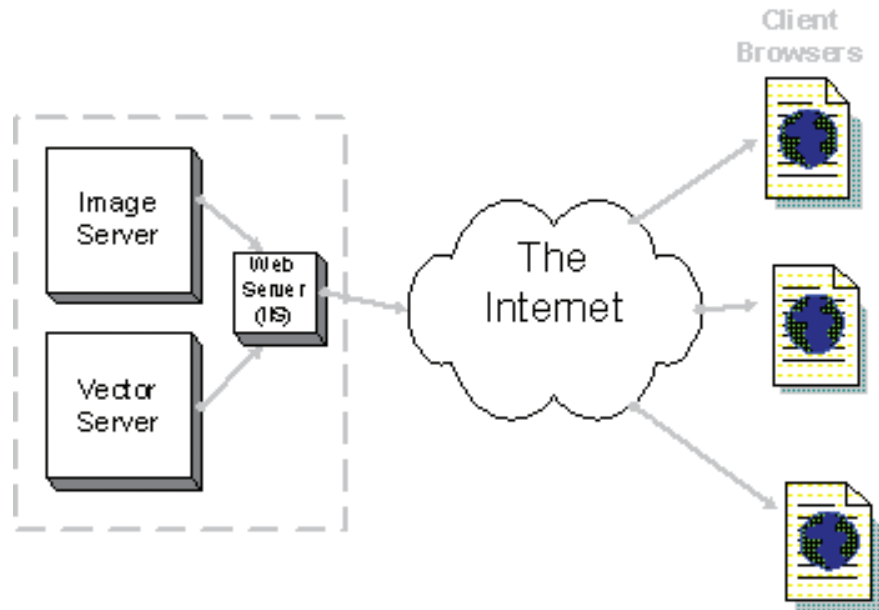 Client
Browsers
Image
Server
Web
Server
(IIS)
The
Internet
Vector
Server